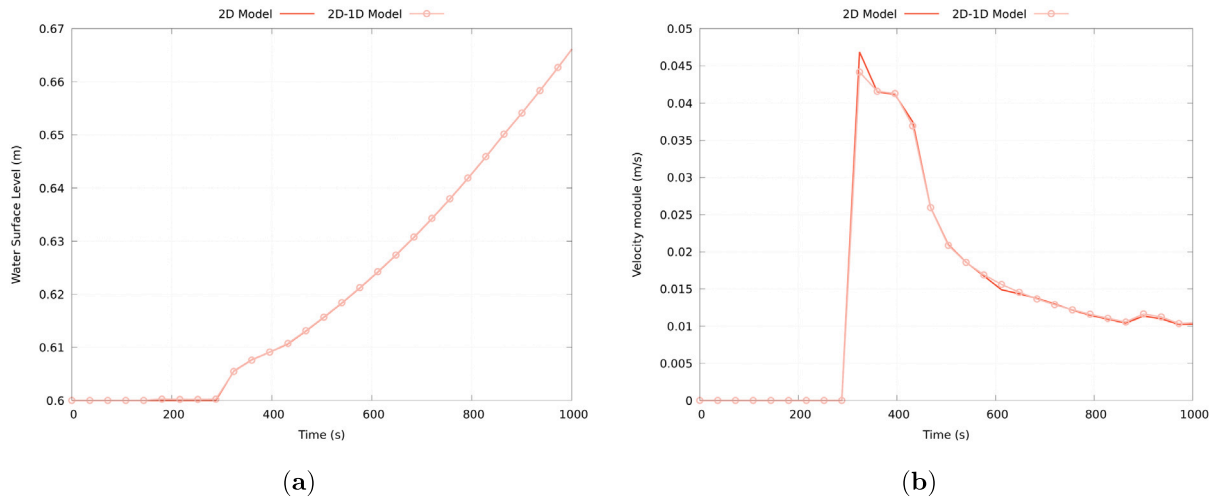 2D Model 2D-1D Model
0.67
0.66
0.65
0.64
0.63
0.62
0.61
0.6
0 200 400 600 800 1000
Water Surface Level (m)
Time (s)
(a)
2D Model 2D-1D Model
0.05
0.045
0.04
0.035
0.03
0.025
0.02
0.015
0.01
0.005
0
0 200 400 600 800 1000
Velocity module (m/s)
Time (s)
(b)